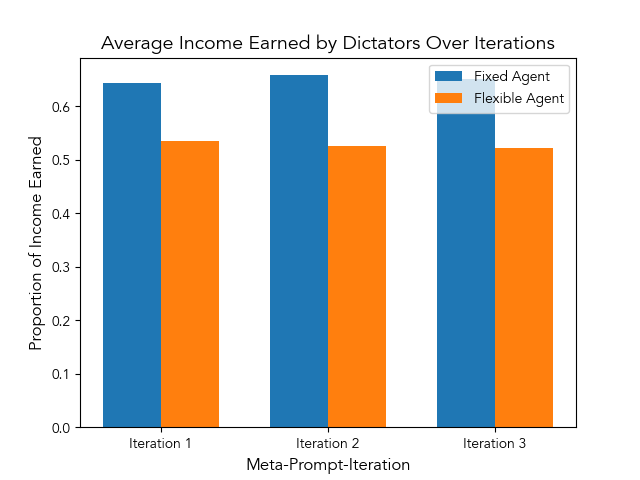 Average Income Earned by Dictators Over Iterations
Fixed Agent
Flexible Agent
Proportion of Income Earned
0.6
0.5
0.4
0.3
0.2
0.1
0.0
Iteration 1
Iteration 2
Iteration 3
Meta-Prompt-Iteration